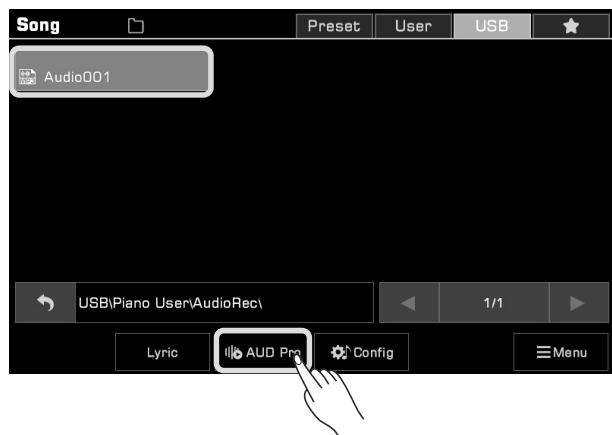 Song Preset User USB
Audio001
USB\Piano User\AudioRec\ 1/1
Lyric AUD Pro Config Menu